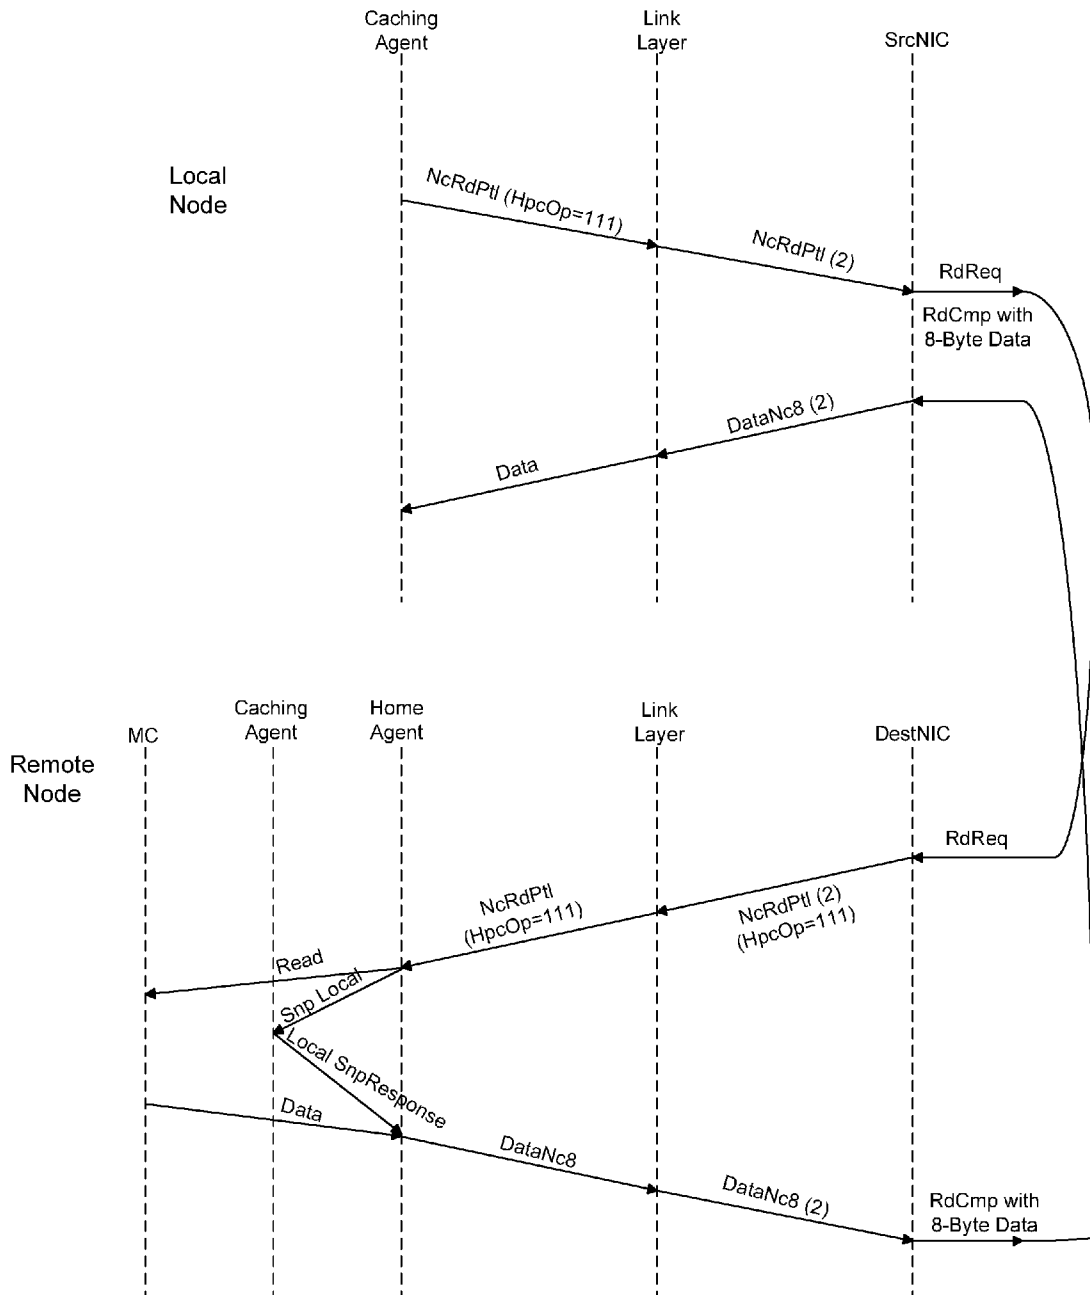 Caching
Agent
Link
Layer
SrcNIC
Local
Node
NcRdPtl (HpcOp=111)
NcRdPtl (2)
RdReq
RdCmp with
8-Byte Data
DataNc8 (2)
Data
MC
Caching
Agent
Home
Agent
Link
Layer
DestNIC
Remote
Node
RdReq
NcRdPtl
(HpcOp=111)
NcRdPtl (2)
(HpcOp=111)
Read
Snp Local
Local SnpResponse
Data
DataNc8
DataNc8 (2)
RdCmp with
8-Byte Data